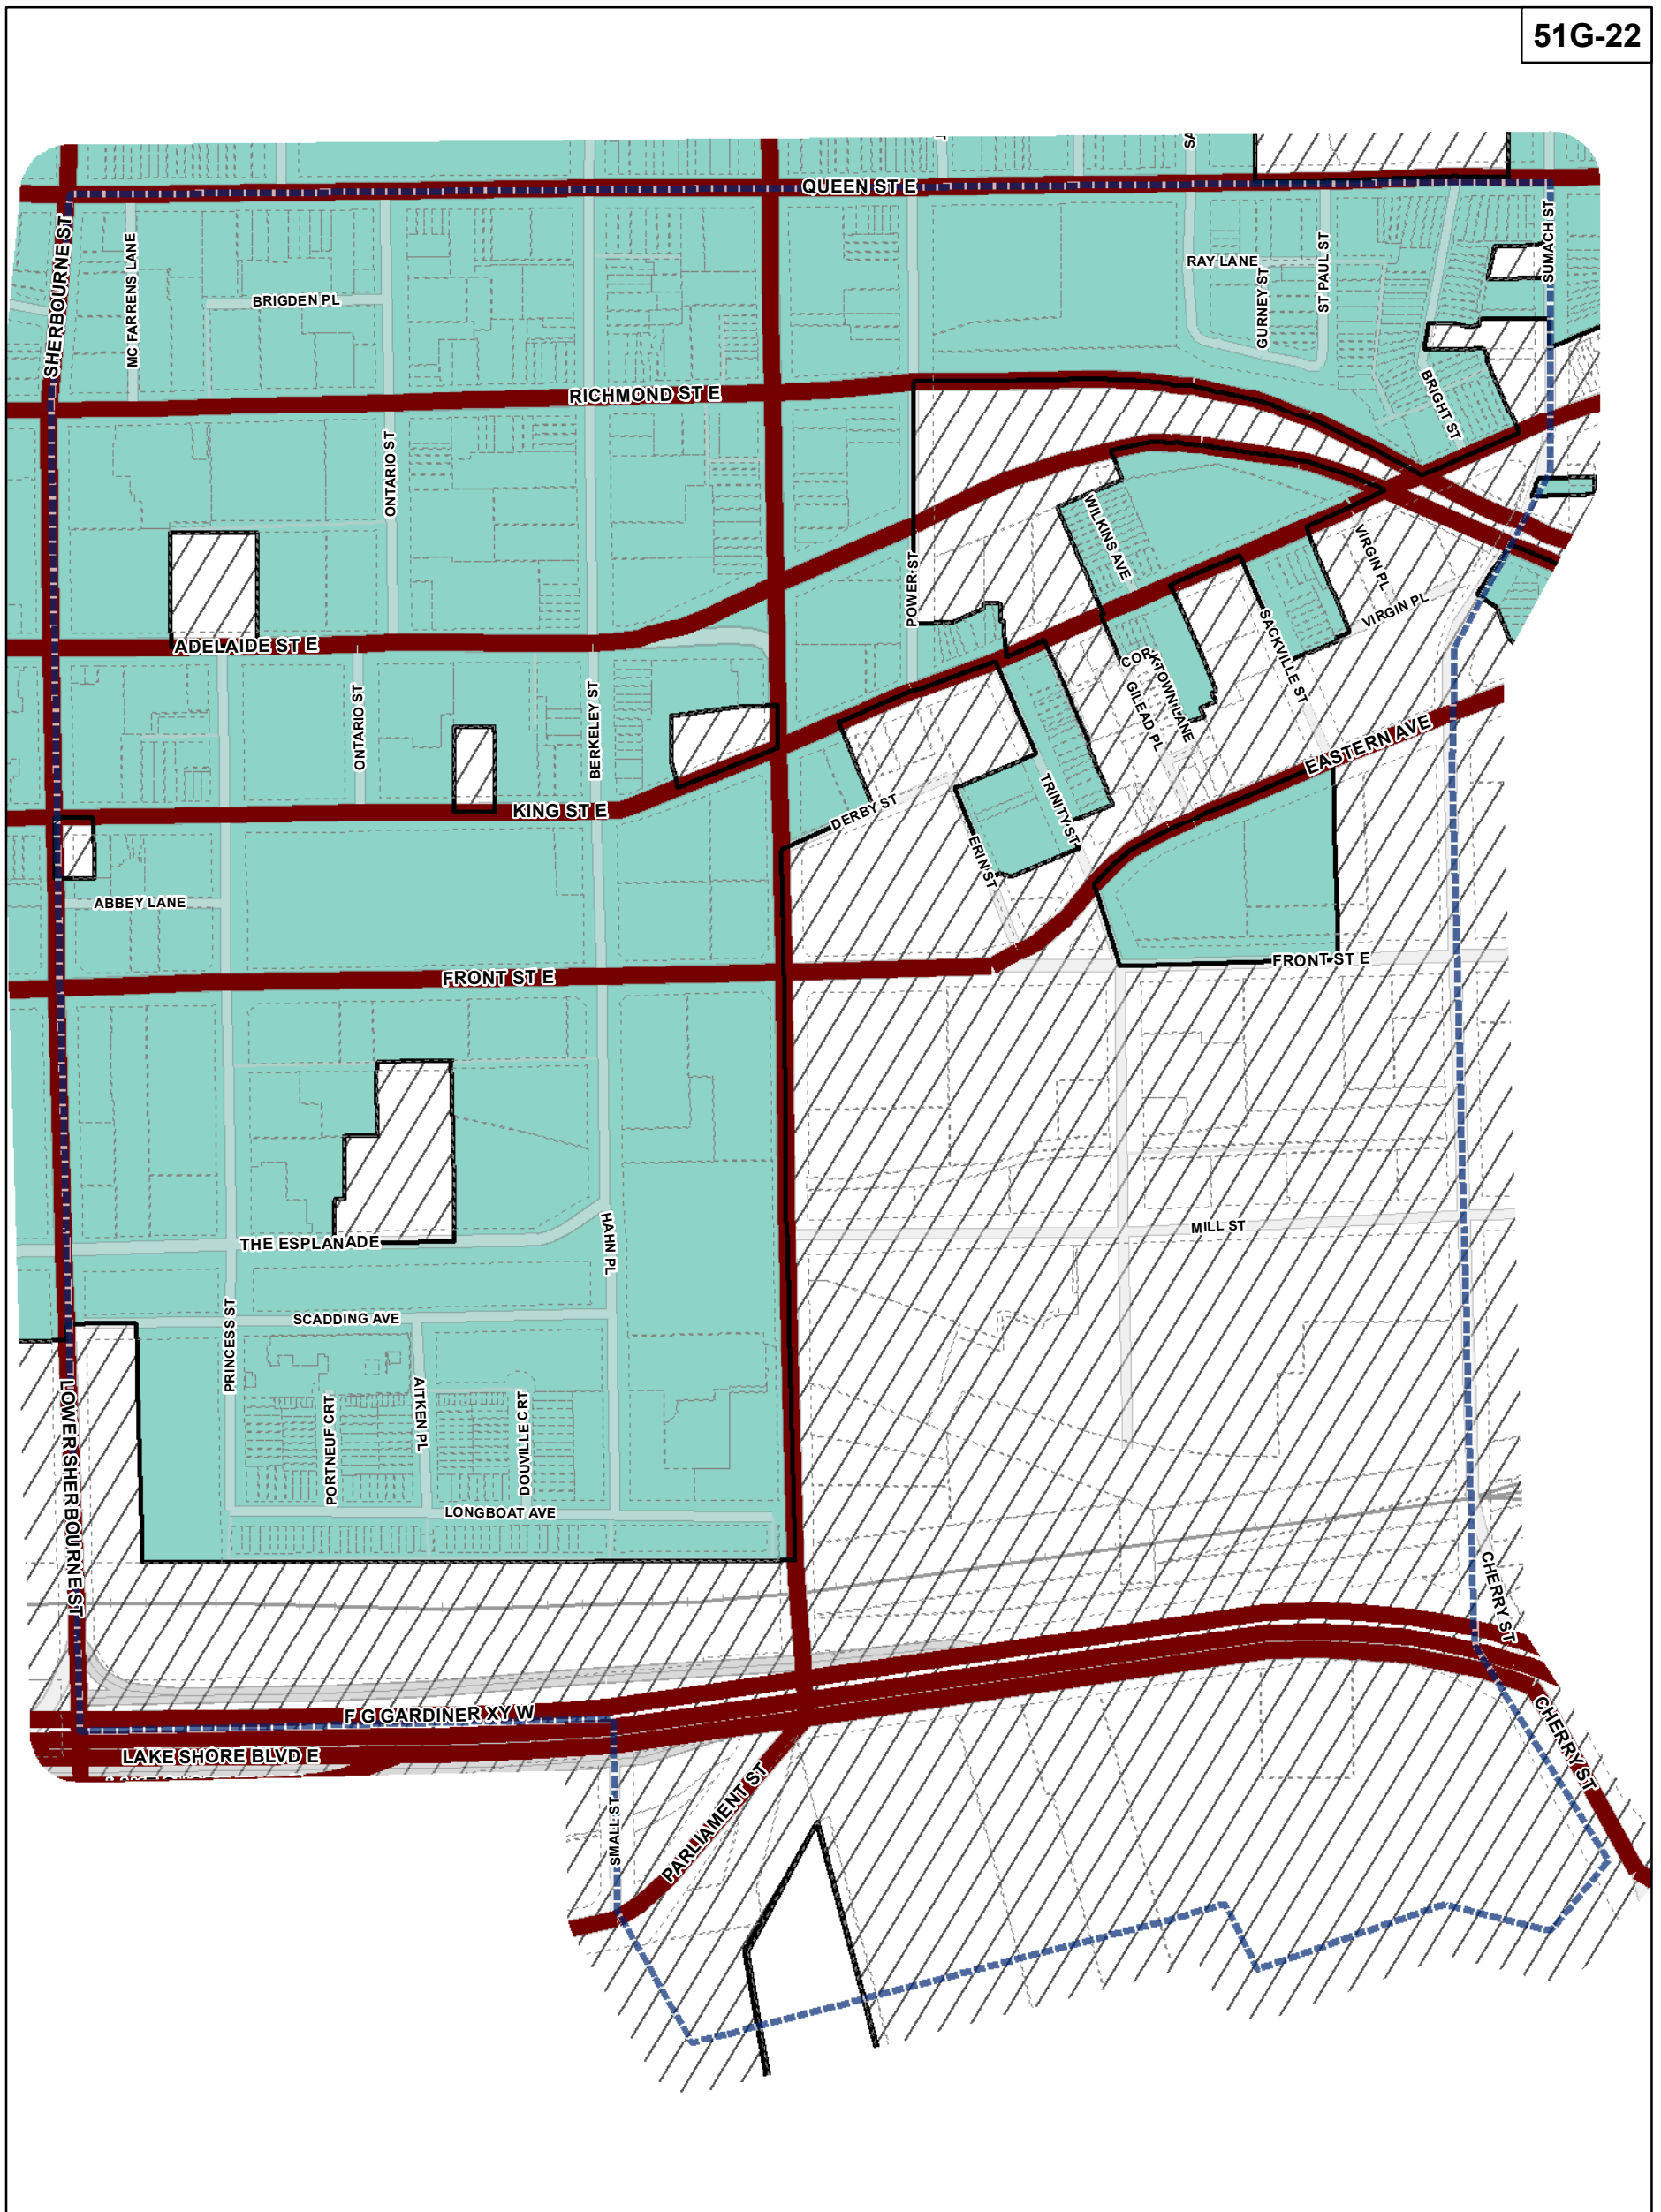 51G-22
QUEEN ST E
SHERBOURNE ST
MC FARRENS LANE
BRIGDEN PL
RAY LANE
GURNEY ST
ST PAUL ST
SUMACH ST
RICHMOND ST E
BRIGHT ST
ONTARIO ST
WILKINS AVE
VIRGIN PL
POWER ST
VIRGIN PL
ADELAIDE ST E
SACKVILLE ST
CORKTOWN LANE
GILEAD PL
ONTARIO ST
BERKELEY ST
EASTERN AVE
KING ST E
DERBY ST
TRINITY ST
ERIN ST
ABBEY LANE
FRONT ST E
FRONT ST E
MILL ST
THE ESPLANADE
HAHN PL
PRINCESS ST
SCADDING AVE
LOWER SHERBOURNE ST
PORTNEUF CRT
AITKEN PL
DOUVILLE CRT
LONGBOAT AVE
CHERRY ST
F G GARDINER XY W
LAKE SHORE BLVD E
CHERRY ST
SMALL ST
PARLIAMENT ST